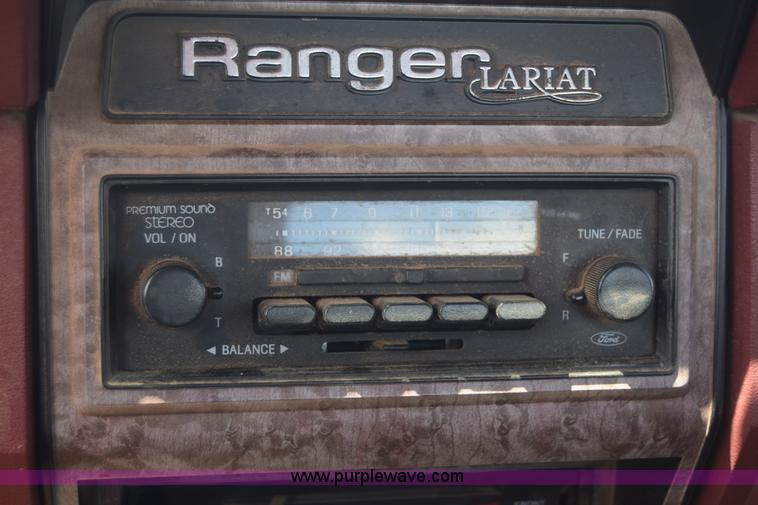 Ranger
LARIAT
PREMIUM SOUND
STEREO
VOL / ON
B
T
◄ BALANCE ►
T 54 6 7 9 11 13
88 92
FM
TUNE / FADE
F
R
Ford
www.purplewave.com